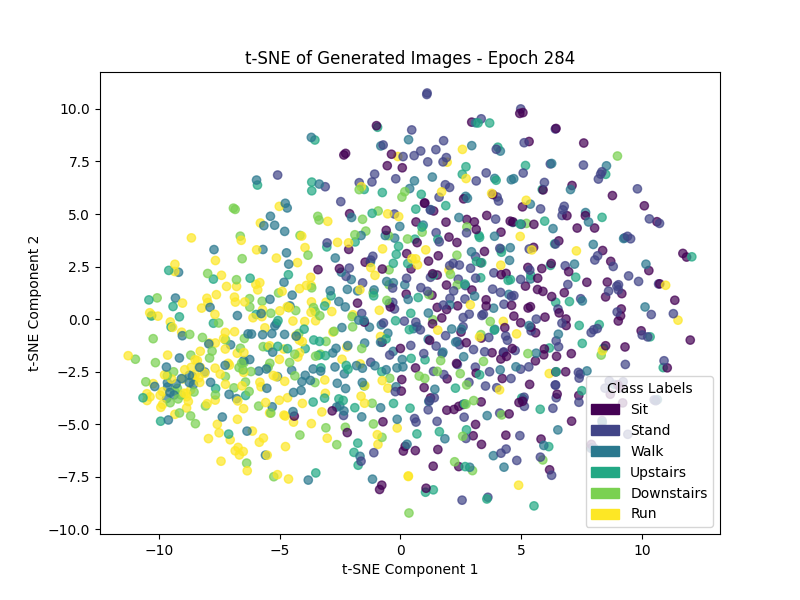 t-SNE of Generated Images - Epoch 284
10.0
7.5
5.0
2.5
0.0
−2.5
−5.0
−7.5
−10.0
t-SNE Component 2
Class Labels
Sit
Stand
Walk
Upstairs
Downstairs
Run
−10
−5
0
5
10
t-SNE Component 1